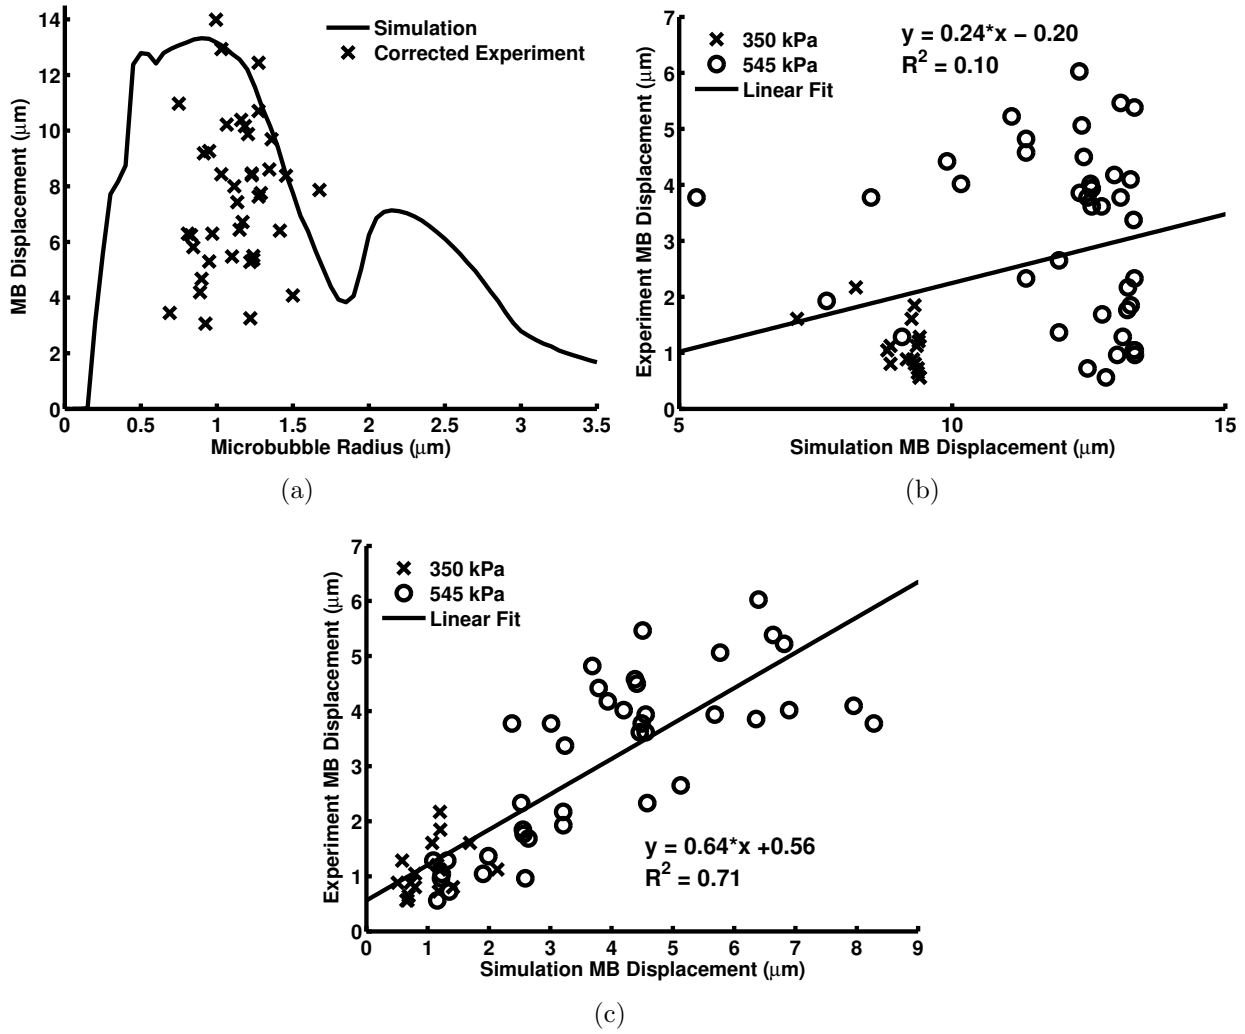 14
12
10
8
6
4
2
0
MB Displacement (μm)
Simulation
Corrected Experiment
0 0.5 1 1.5 2 2.5 3 3.5
Microbubble Radius (μm)
(a)
7
6
5
4
3
2
1
0
Experiment MB Displacement (μm)
350 kPa
545 kPa
Linear Fit
y = 0.24*x − 0.20
R² = 0.10
5 10 15
Simulation MB Displacement (μm)
(b)
7
6
5
4
3
2
1
0
Experiment MB Displacement (μm)
350 kPa
545 kPa
Linear Fit
y = 0.64*x +0.56
R² = 0.71
0 1 2 3 4 5 6 7 8 9
Simulation MB Displacement (μm)
(c)